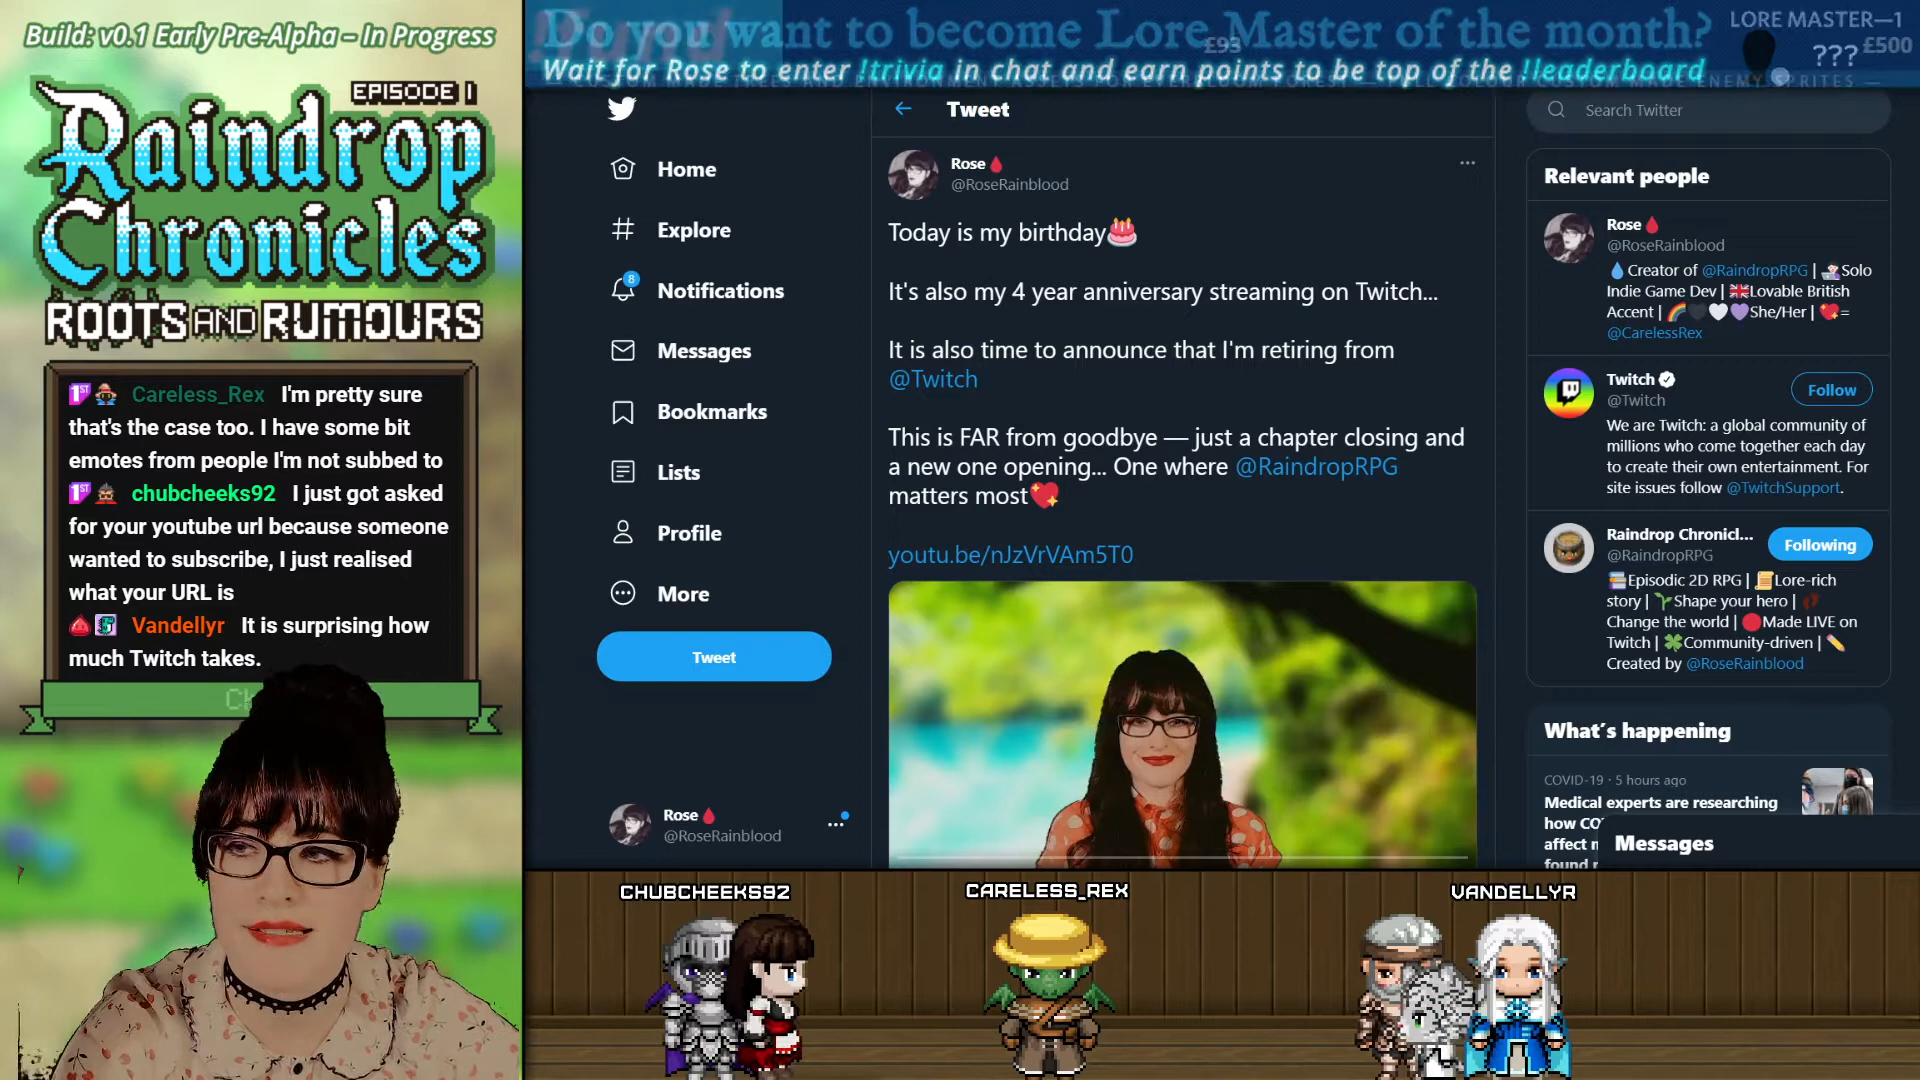 Build: v0.1 Early Pre-Alpha – In Progress
EPISODE I
Raindrop
Chronicles
ROOTS AND RUMOURS
Careless_Rex I'm pretty sure
that's the case too. I have some bit
emotes from people I'm not subbed to
chubcheeks92 I just got asked
for your youtube url because someone
wanted to subscribe, I just realised
what your URL is
Vandellyr It is surprising how
much Twitch takes.
Do you want to become Lore Master of the month?
Wait for Rose to enter !trivia in chat and earn points to be top of the !leaderboard
£93
LORE MASTER—1
???
£500
Home
Explore
8
Notifications
Messages
Bookmarks
Lists
Profile
More
Tweet
Rose
@RoseRainblood
Tweet
Rose
@RoseRainblood
Today is my birthday🎂
It's also my 4 year anniversary streaming on Twitch...
It is also time to announce that I'm retiring from
@Twitch
This is FAR from goodbye — just a chapter closing and
a new one opening... One where @RaindropRPG
matters most💖
youtu.be/nJzVrVAm5T0
Search Twitter
Relevant people
Rose
@RoseRainblood
💧Creator of @RaindropRPG | Solo
Indie Game Dev | 🇬🇧Lovable British
Accent | 🌈🖤🤍💜She/Her | 💖=
@CarelessRex
Twitch
@Twitch
Follow
We are Twitch: a global community of
millions who come together each day
to create their own entertainment. For
site issues follow @TwitchSupport.
Raindrop Chronicl...
@RaindropRPG
Following
📚Episodic 2D RPG | 📜Lore-rich
story | 🌱Shape your hero | 👣
Change the world | 🔴Made LIVE on
Twitch | 🍀Community-driven | ✏️
Created by @RoseRainblood
What's happening
COVID-19 · 5 hours ago
Medical experts are researching
how CO
affect
found
Messages
CHUBCHEEKS92
CARELESS_REX
VANDELLYR